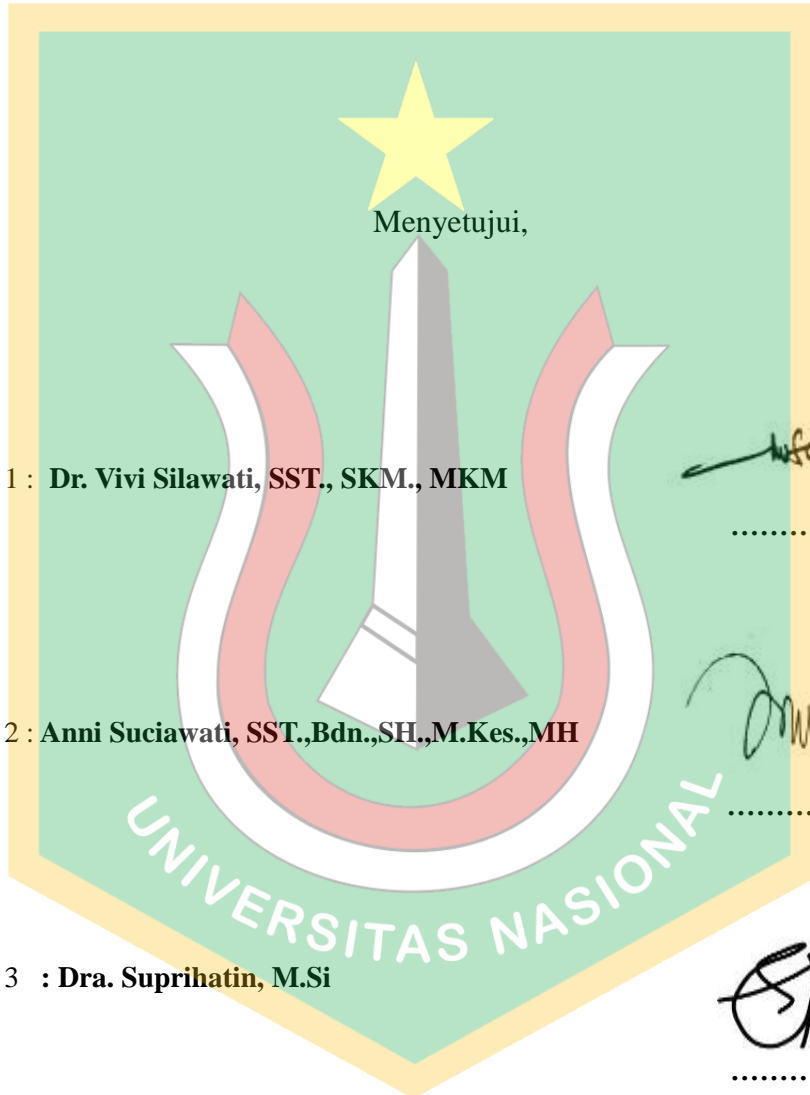 Menyetujui,
1 : Dr. Vivi Silawati, SST., SKM., MKM
..........
2 : Anni Suciawati, SST.,Bdn.,SH.,M.Kes.,MH
..........
UNIVERSITAS NASIONAL
3 : Dra. Suprihatin, M.Si
..........